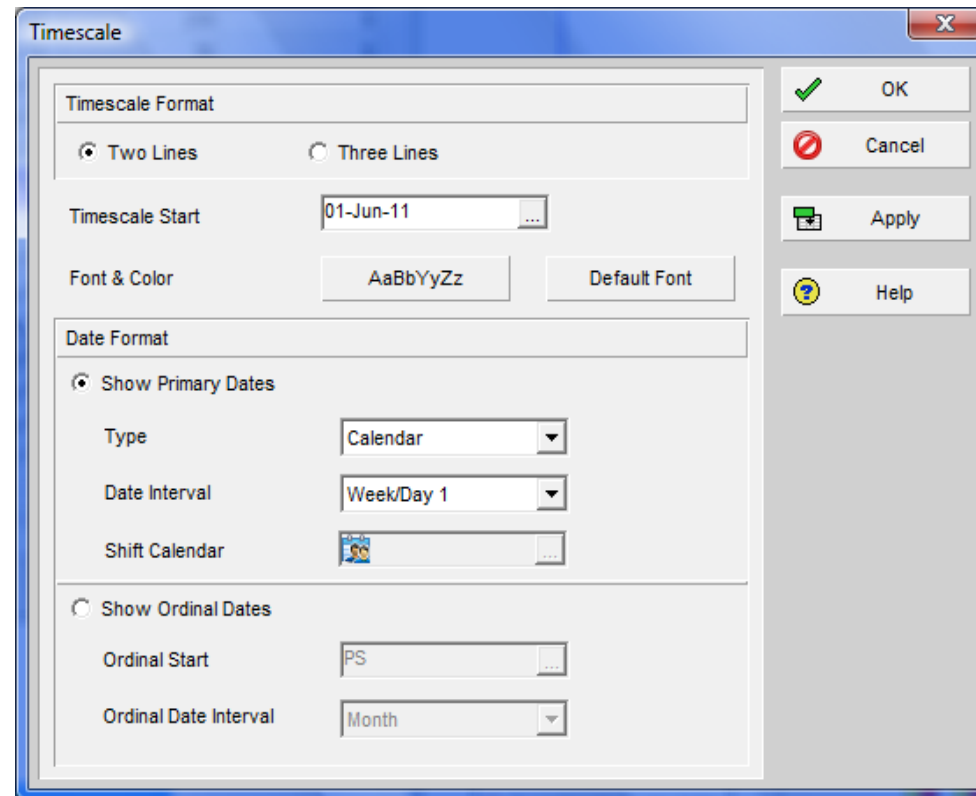 Timescale
Timescale Format
Two Lines Three Lines
Timescale Start 01-Jun-11 ...
Font & Color AaBbYyZz Default Font
Date Format
Show Primary Dates
Type Calendar
Date Interval Week/Day 1
Shift Calendar ...
Show Ordinal Dates
Ordinal Start PS ...
Ordinal Date Interval Month
OK
Cancel
Apply
Help